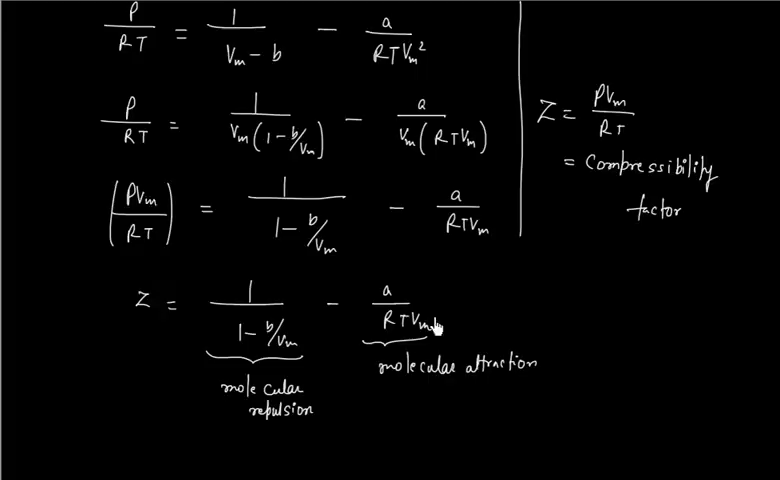 P/RT = 1/(Vm - b) - a/(RTVm²)
P/RT = 1/(Vm(1 - b/Vm)) - a/(Vm(RTVm))
(PVm/RT) = 1/(1 - b/Vm) - a/(RTVm)
Z = 1/(1 - b/Vm) - a/(RTVm)
molecular
repulsion
molecular attraction
Z = PVm/RT
= Compressibility
factor